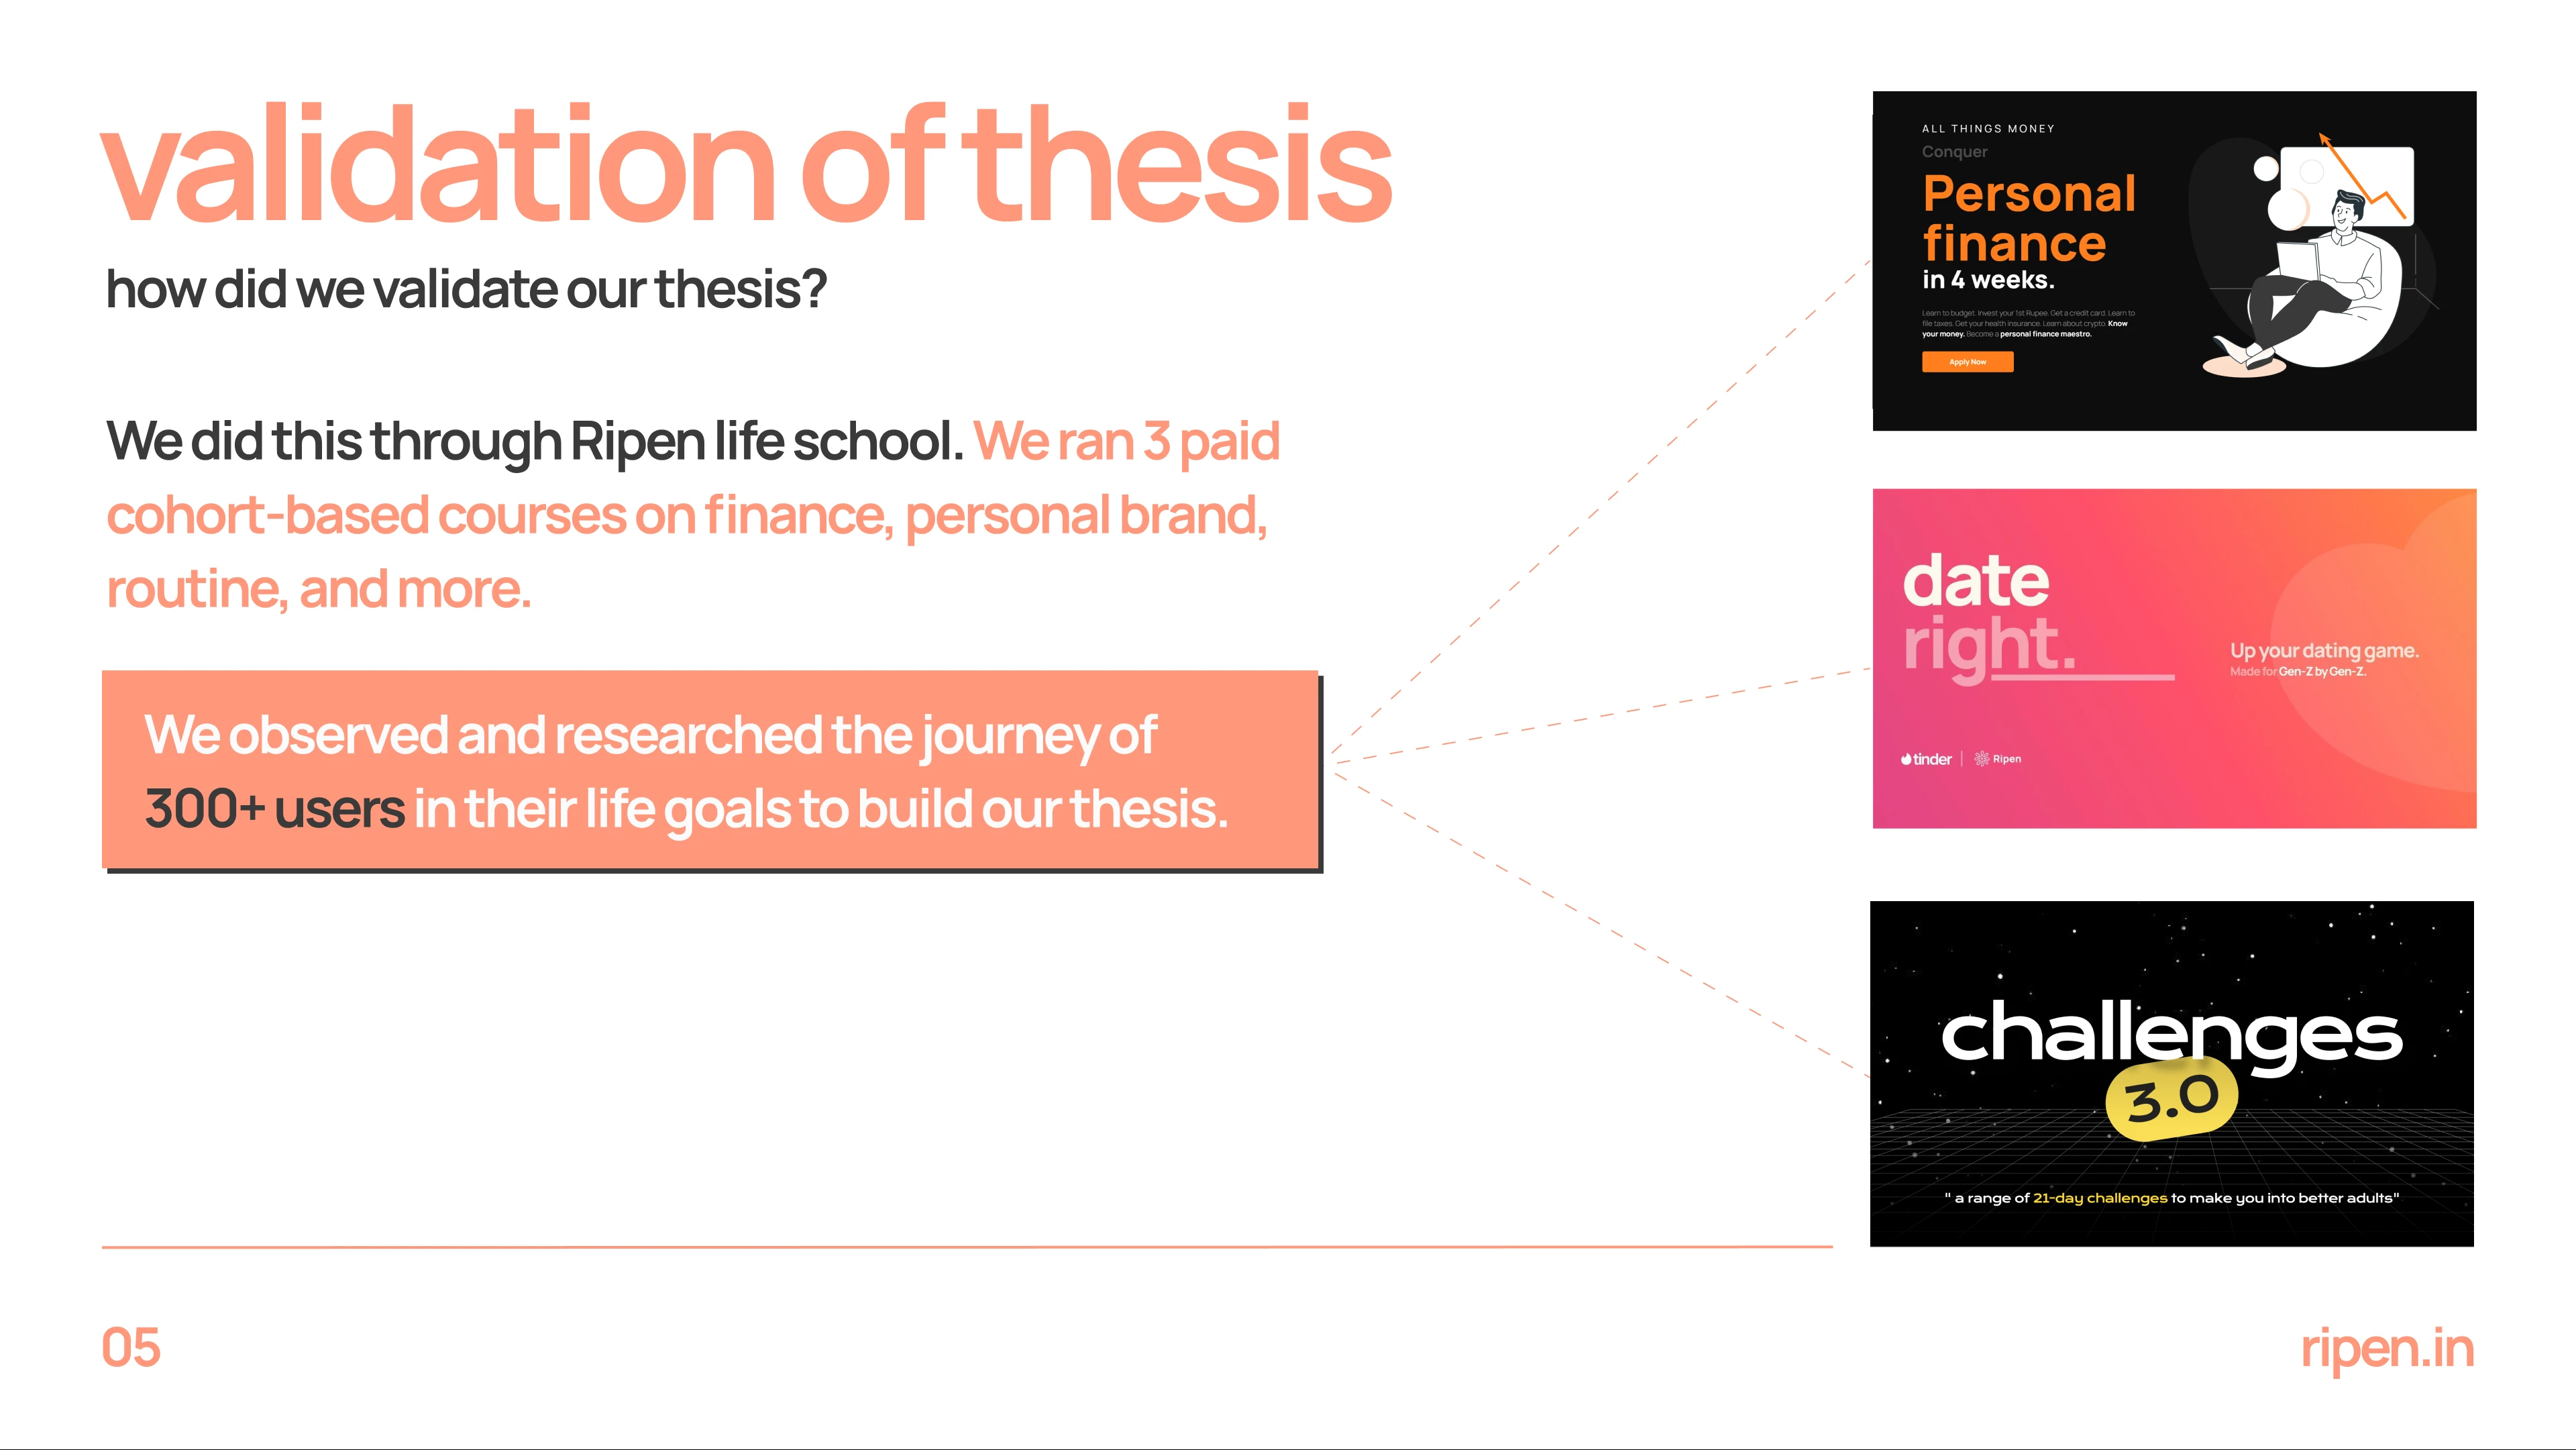 validation of thesis
how did we validate our thesis?
We did this through Ripen life school. We ran 3 paid
cohort-based courses on finance, personal brand,
routine, and more.
We observed and researched the journey of
300+ users in their life goals to build our thesis.
ALL THINGS MONEY
Conquer
Personal
finance
in 4 weeks.
Learn to budget. Invest your 1st Rupee. Get a credit card. Learn to
file taxes. Get your health insurance. Learn about crypto. Know
your money. Become a personal finance maestro.
Apply Now
date
right.
Up your dating game.
Made for Gen-Z by Gen-Z.
tinder | Ripen
challenges
3.0
" a range of 21-day challenges to make you into better adults"
05
ripen.in